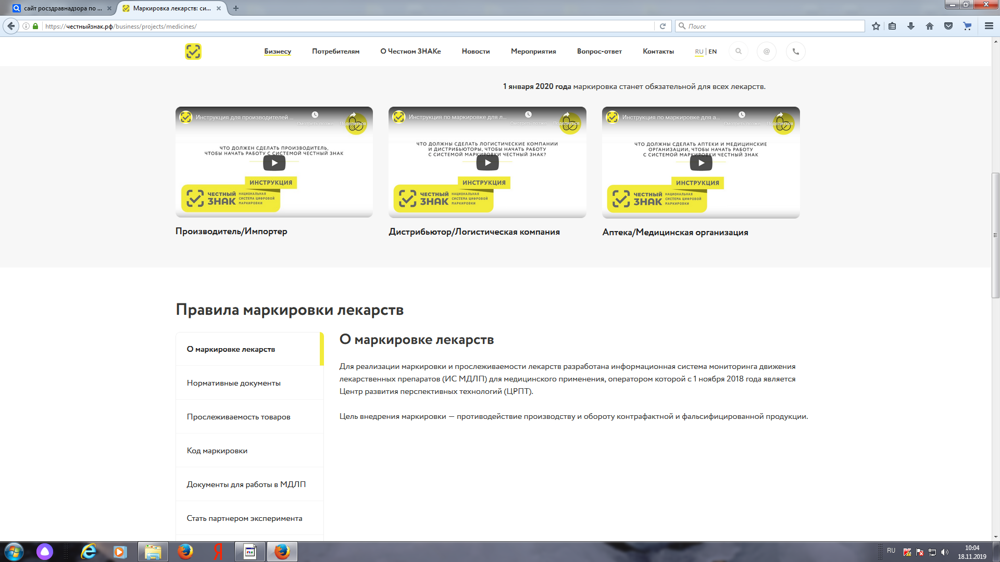 сайт росздравнадзора по ...
Маркировка лекарств: си...
https://честныйзнак.рф/business/projects/medicines/
Поиск
Бизнесу
Потребителям
О Честном ЗНАКе
Новости
Мероприятия
Вопрос-ответ
Контакты
RU | EN
1 января 2020 года маркировка станет обязательной для всех лекарств.
Инструкция для производителей ...
Смотреть позже
Поделиться
ЧТО ДОЛЖЕН СДЕЛАТЬ ПРОИЗВОДИТЕЛЬ,
ЧТОБЫ НАЧАТЬ РАБОТУ С СИСТЕМОЙ ЧЕСТНЫЙ ЗНАК
ИНСТРУКЦИЯ
ЧЕСТНЫЙ ЗНАК
НАЦИОНАЛЬНАЯ
СИСТЕМА ЦИФРОВОЙ
МАРКИРОВКИ
Производитель/Импортер
Инструкция по маркировке для л...
Смотреть позже
Поделиться
ЧТО ДОЛЖНЫ СДЕЛАТЬ ЛОГИСТИЧЕСКИЕ КОМПАНИИ
И ДИСТРИБЬЮТОРЫ, ЧТОБЫ НАЧАТЬ РАБОТУ
С СИСТЕМОЙ МАРКИРОВКИ ЧЕСТНЫЙ ЗНАК?
ИНСТРУКЦИЯ
ЧЕСТНЫЙ ЗНАК
НАЦИОНАЛЬНАЯ
СИСТЕМА ЦИФРОВОЙ
МАРКИРОВКИ
Дистрибьютор/Логистическая компания
Инструкция по маркировке для а...
Смотреть позже
Поделиться
ЧТО ДОЛЖНЫ СДЕЛАТЬ АПТЕКИ И МЕДИЦИНСКИЕ
ОРГАНИЗАЦИИ, ЧТОБЫ НАЧАТЬ РАБОТУ
С СИСТЕМОЙ МАРКИРОВКИ ЧЕСТНЫЙ ЗНАК
ИНСТРУКЦИЯ
ЧЕСТНЫЙ ЗНАК
НАЦИОНАЛЬНАЯ
СИСТЕМА ЦИФРОВОЙ
МАРКИРОВКИ
Аптека/Медицинская организация
Правила маркировки лекарств
О маркировке лекарств
Нормативные документы
Прослеживаемость товаров
Код маркировки
Документы для работы в МДЛП
Стать партнером эксперимента
О маркировке лекарств
Для реализации маркировки и прослеживаемости лекарств разработана информационная система мониторинга движения
лекарственных препаратов (ИС МДЛП) для медицинского применения, оператором которой с 1 ноября 2018 года является
Центр развития перспективных технологий (ЦРПТ).
Цель внедрения маркировки — противодействие производству и обороту контрафактной и фальсифицированной продукции.
RU
10:04
18.11.2019